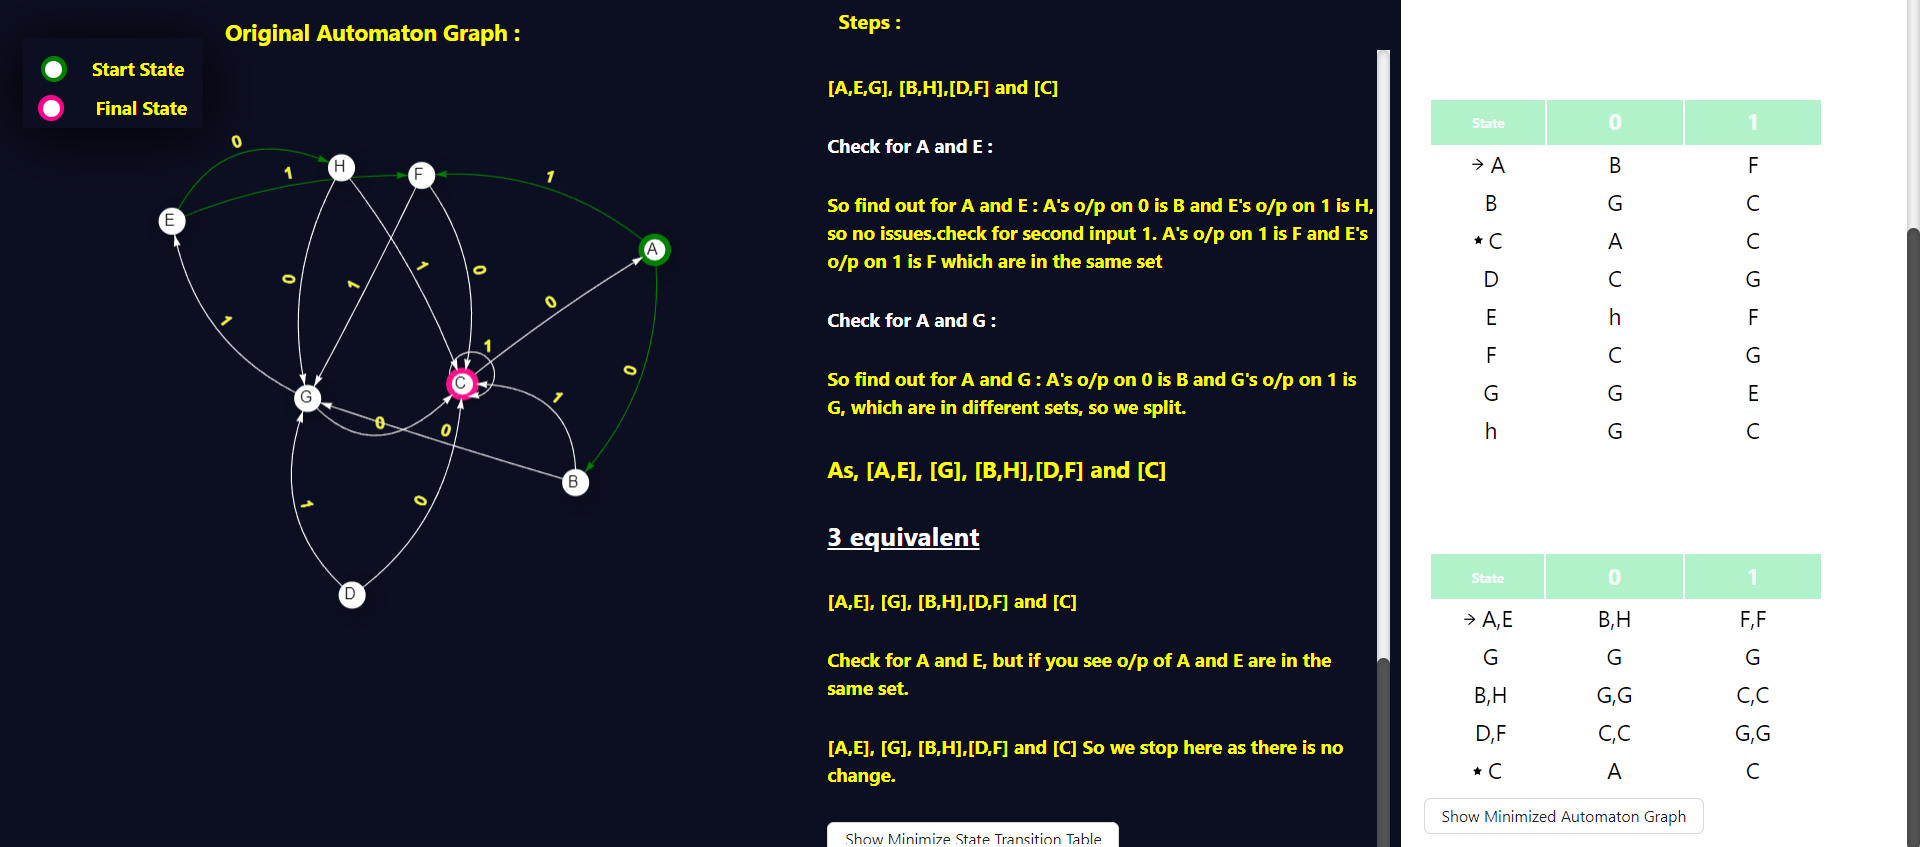 Original Automaton Graph :
Start State
Final State
0
1
H
F
1
E
A
0
1
1
0
0
1
1
0
C
G
0
0
1
B
1
0
D
Steps :
[A,E,G], [B,H],[D,F] and [C]
Check for A and E :
So find out for A and E : A's o/p on 0 is B and E's o/p on 1 is H,
so no issues.check for second input 1. A's o/p on 1 is F and E's
o/p on 1 is F which are in the same set
Check for A and G :
So find out for A and G : A's o/p on 0 is B and G's o/p on 1 is
G, which are in different sets, so we split.
As, [A,E], [G], [B,H],[D,F] and [C]
3 equivalent
[A,E], [G], [B,H],[D,F] and [C]
Check for A and E, but if you see o/p of A and E are in the
same set.
[A,E], [G], [B,H],[D,F] and [C] So we stop here as there is no
change.
Show Minimize State Transition Table
State 0 1
→ A B F
B G C
★ C A C
D C G
E h F
F C G
G G E
h G C
State 0 1
→ A,E B,H F,F
G G G
B,H G,G C,C
D,F C,C G,G
★ C A C
Show Minimized Automaton Graph